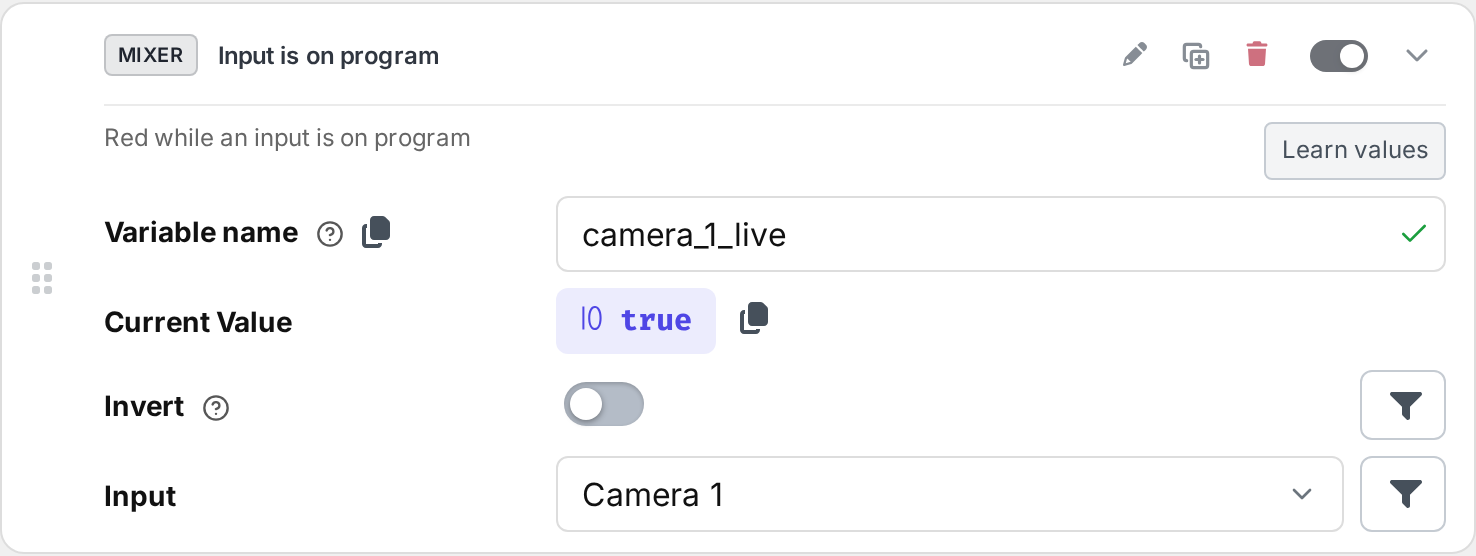 MIXER Input is on program
Red while an input is on program
Learn values
Variable name camera_1_live
Current Value true
Invert
Input Camera 1